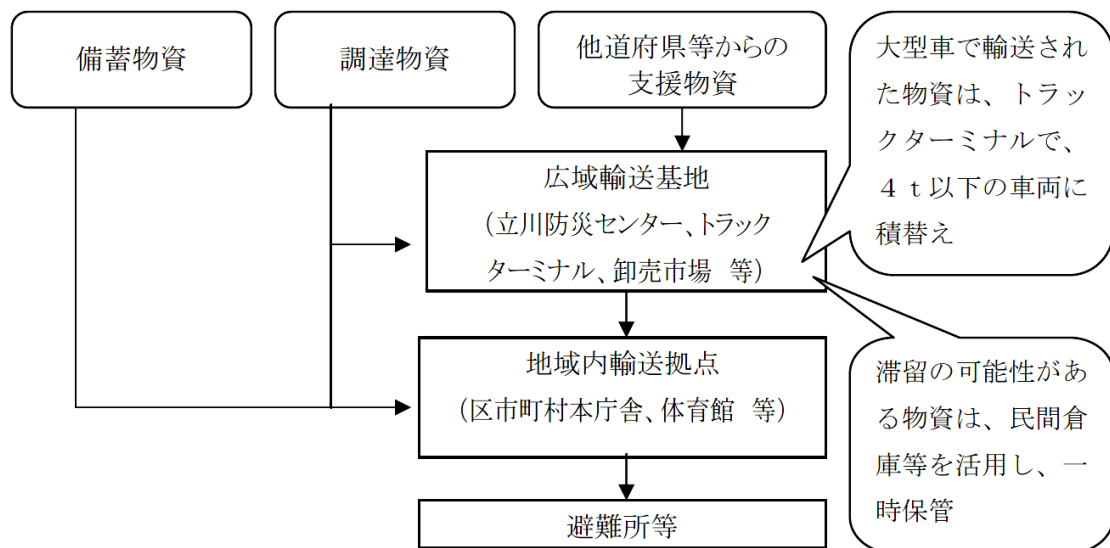 備蓄物資
調達物資
他道府県等からの
支援物資
大型車で輸送され
た物資は、トラッ
クターミナルで、
４ｔ以下の車両に
積替え
広域輸送基地
（立川防災センター、トラック
ターミナル、卸売市場　等）
地域内輸送拠点
（区市町村本庁舎、体育館　等）
滞留の可能性があ
る物資は、民間倉
庫等を活用し、一
時保管
避難所等